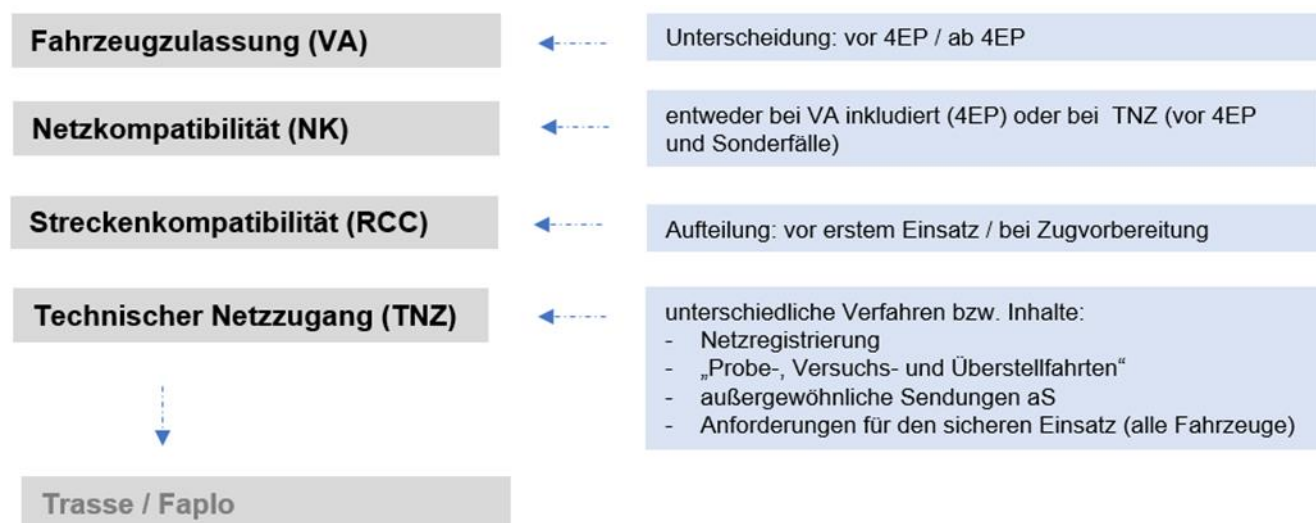 Fahrzeugzulassung (VA)
Unterscheidung: vor 4EP / ab 4EP
Netzkompatibilität (NK)
entweder bei VA inkludiert (4EP) oder bei TNZ (vor 4EP
und Sonderfälle)
Streckenkompatibilität (RCC)
Aufteilung: vor erstem Einsatz / bei Zugvorbereitung
Technischer Netzzugang (TNZ)
unterschiedliche Verfahren bzw. Inhalte:
- Netzregistrierung
- „Probe-, Versuchs- und Überstellfahrten“
- außergewöhnliche Sendungen aS
- Anforderungen für den sicheren Einsatz (alle Fahrzeuge)
Trasse / Faplo